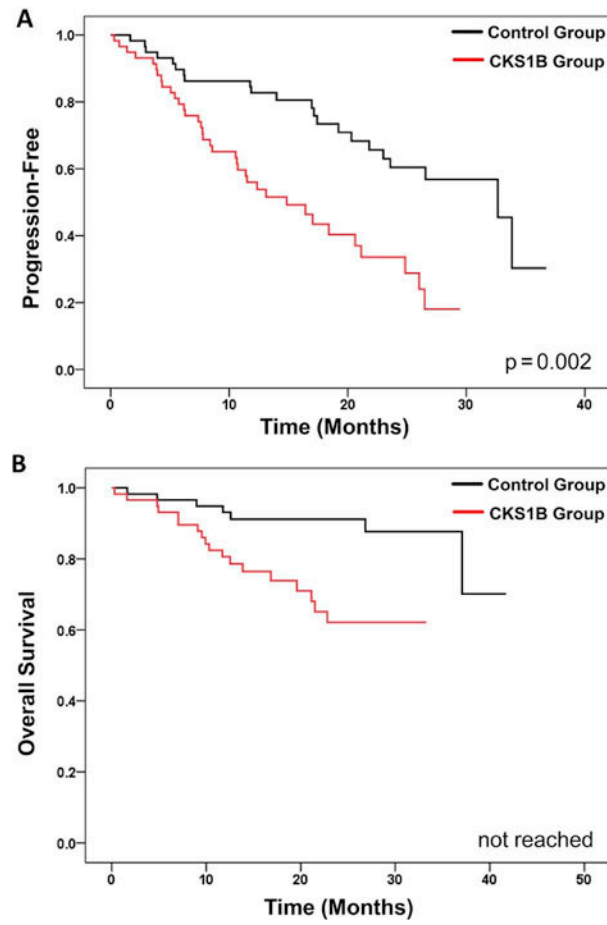 A
Control Group
CKS1B Group
1.0
0.8
0.6
0.4
0.2
0.0
Progression-Free
p = 0.002
0 10 20 30 40
Time (Months)
B
Control Group
CKS1B Group
1.0
0.8
0.6
0.4
0.2
0.0
Overall Survival
not reached
0 10 20 30 40 50
Time (Months)